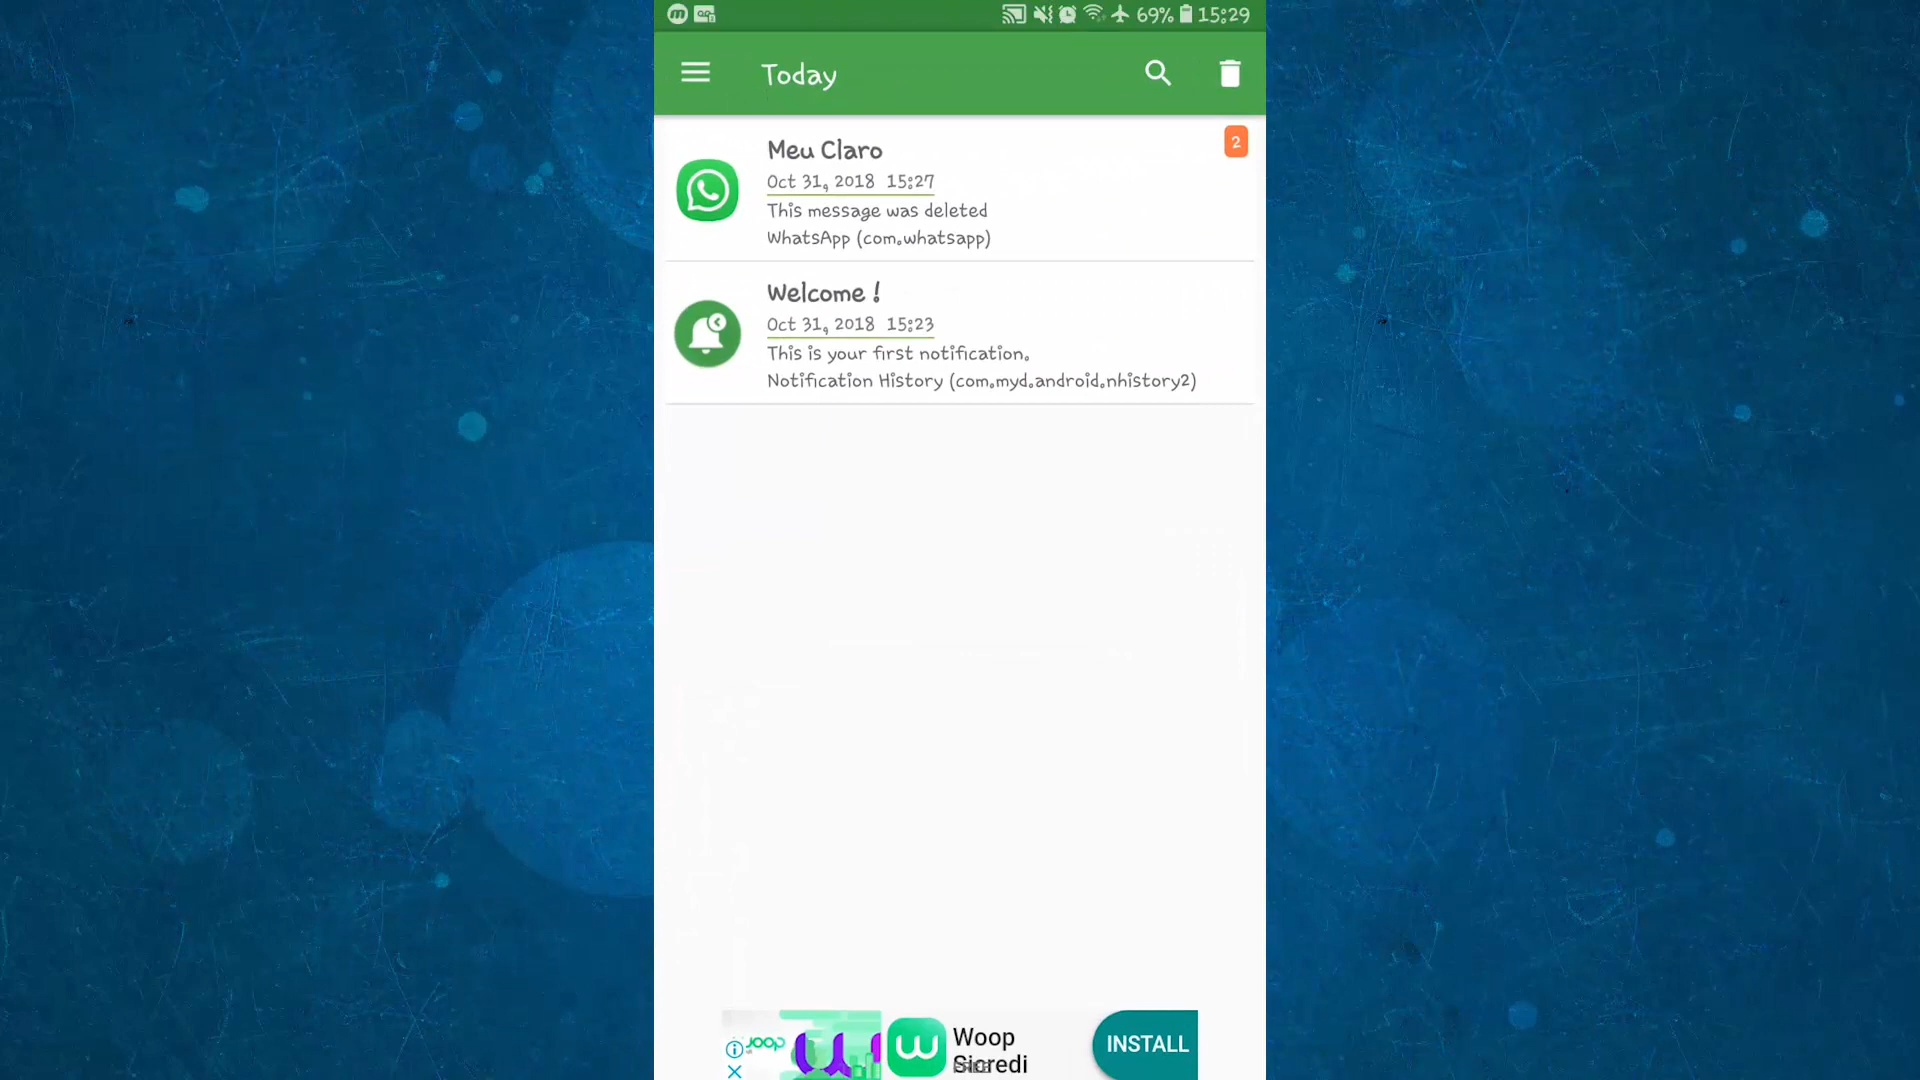 69% 15:29
Today
Meu Claro
2
Oct 31, 2018 15:27
This message was deleted
WhatsApp (com.whatsapp)
Welcome !
Oct 31, 2018 15:23
This is your first notification.
Notification History (com.myd.android.nhistory2)
woop
Woop
Sicredi
FREE
INSTALL